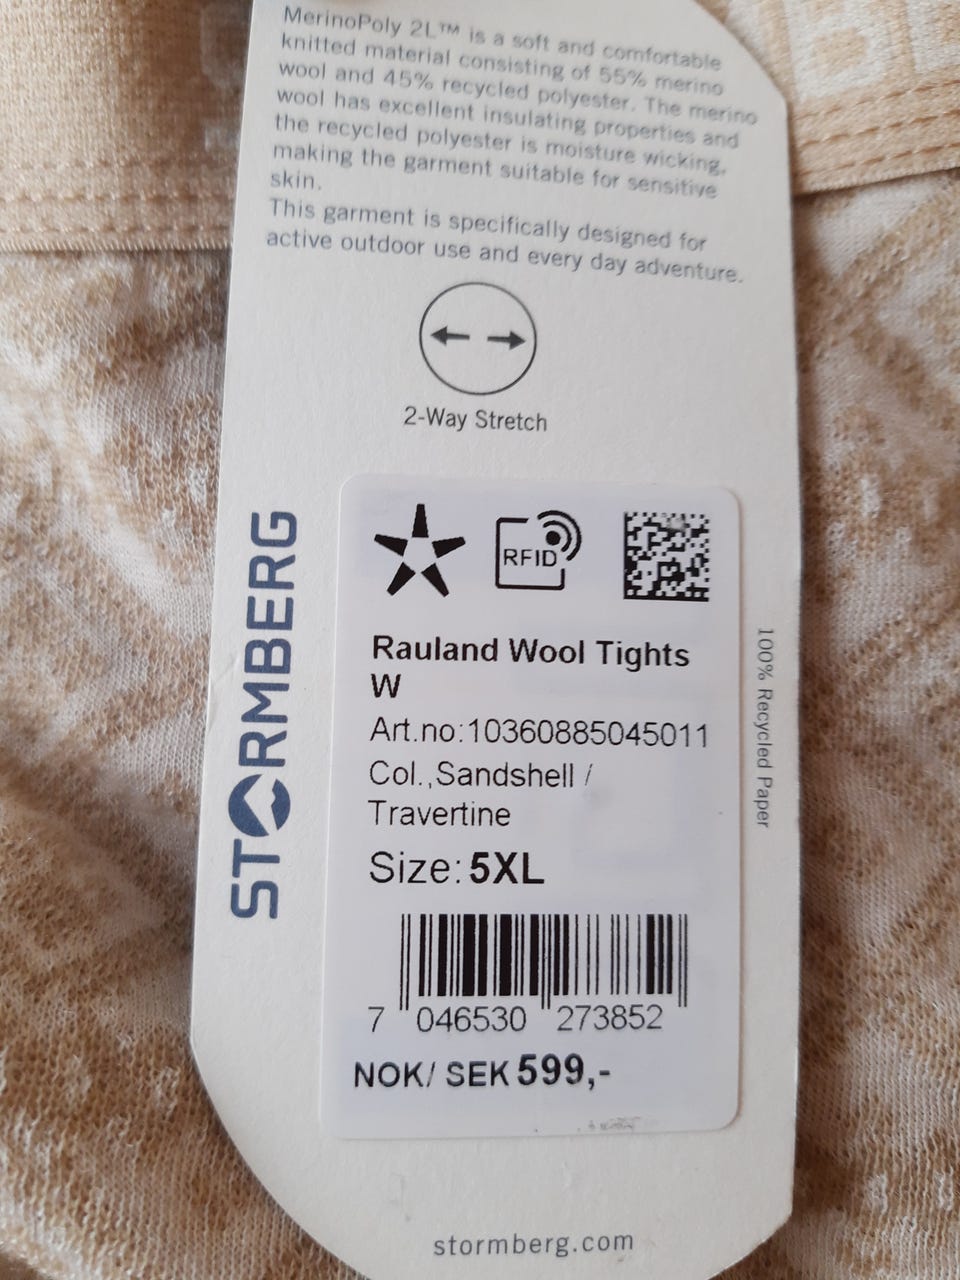 MerinoPoly 2L™ is a soft and comfortable
knitted material consisting of 55% merino
wool and 45% recycled polyester. The merino
wool has excellent insulating properties and
the recycled polyester is moisture wicking,
making the garment suitable for sensitive
skin.
This garment is specifically designed for
active outdoor use and every day adventure.
2-Way Stretch
STORMBERG
RFID
Rauland Wool Tights
W
Art.no:10360885045011
Col.,Sandshell /
Travertine
Size:5XL
7 046530 273852
NOK/ SEK 599,-
100% Recycled Paper
stormberg.com